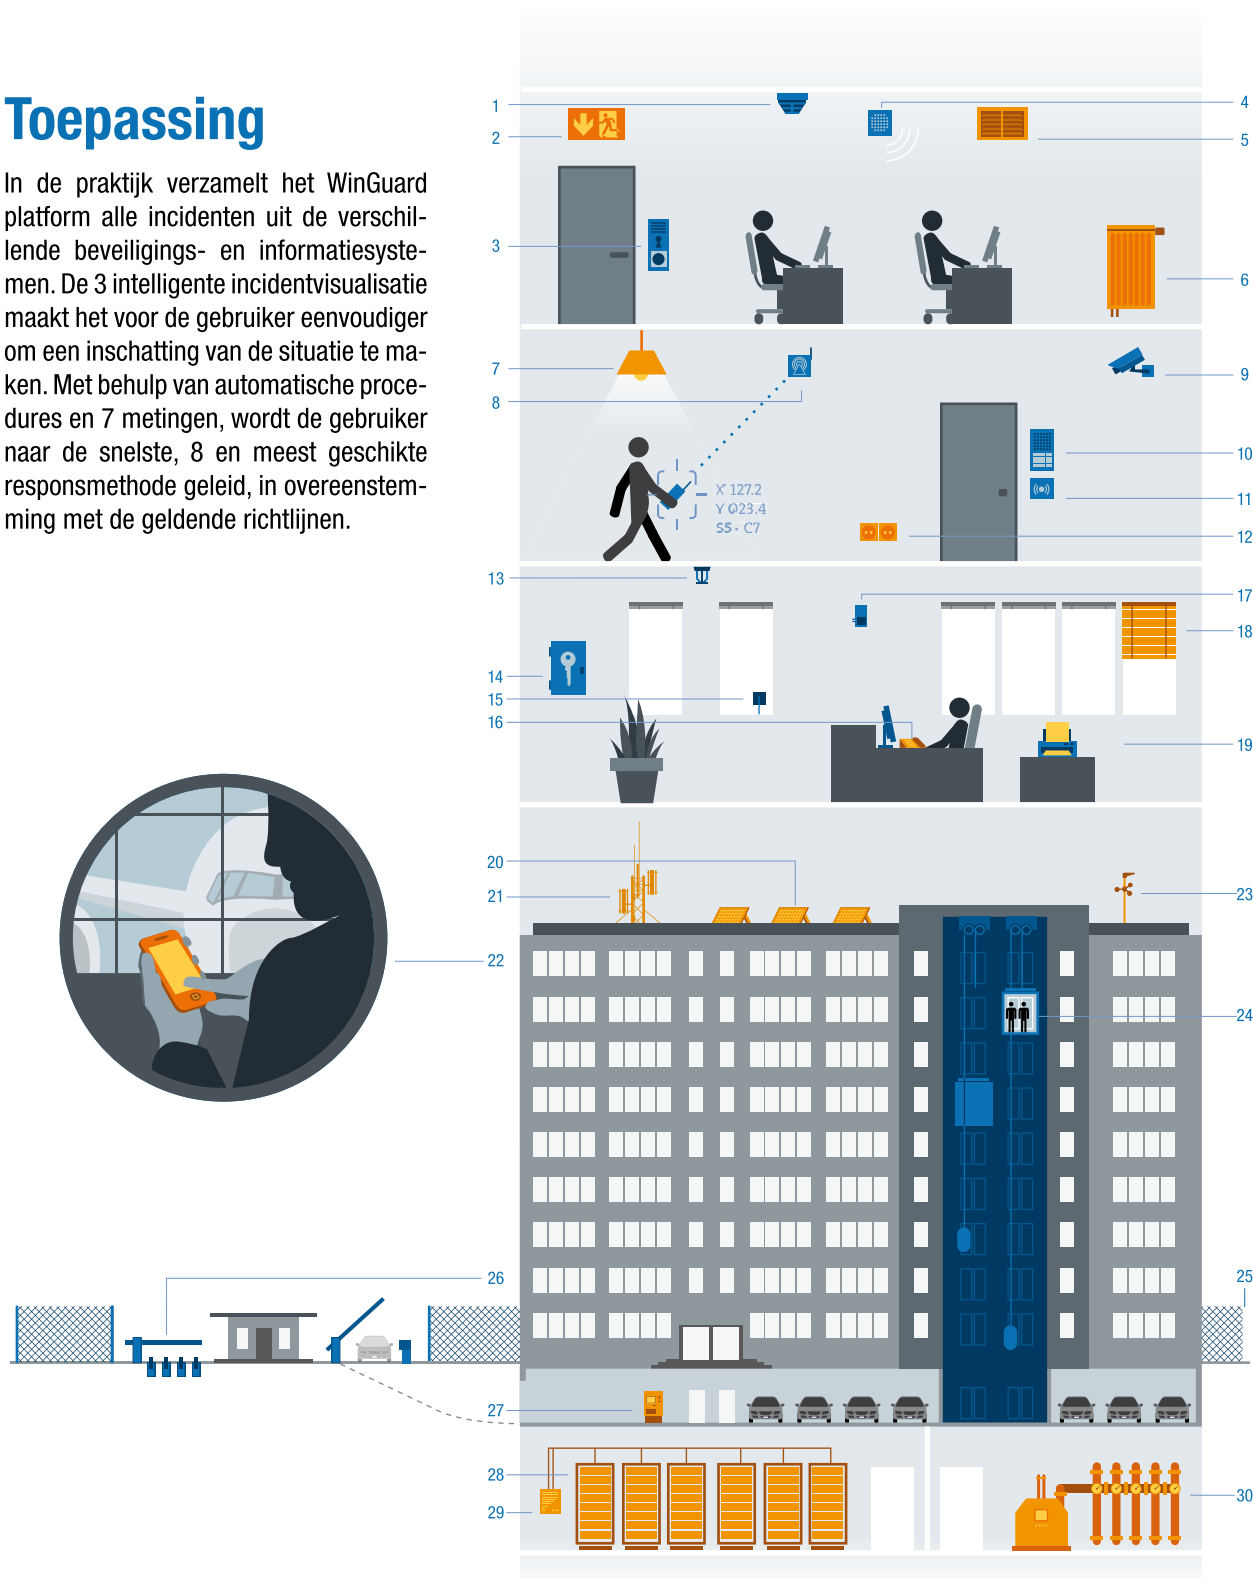 Toepassing
In de praktijk verzamelt het WinGuard
platform alle incidenten uit de verschil-
lende beveiligings- en informatiesyste-
men. De 3 intelligente incidentvisualisatie
maakt het voor de gebruiker eenvoudiger
om een inschatting van de situatie te ma-
ken. Met behulp van automatische proce-
dures en 7 metingen, wordt de gebruiker
naar de snelste, 8 en meest geschikte
responsmethode geleid, in overeenstem-
ming met de geldende richtlijnen.
1
2
3
4
5
6
7
8
9
10
11
12
X 127.2
Y 023.4
S5 - C7
13
14
15
16
17
18
19
20
21
22
23
24
25
26
27
28
29
30